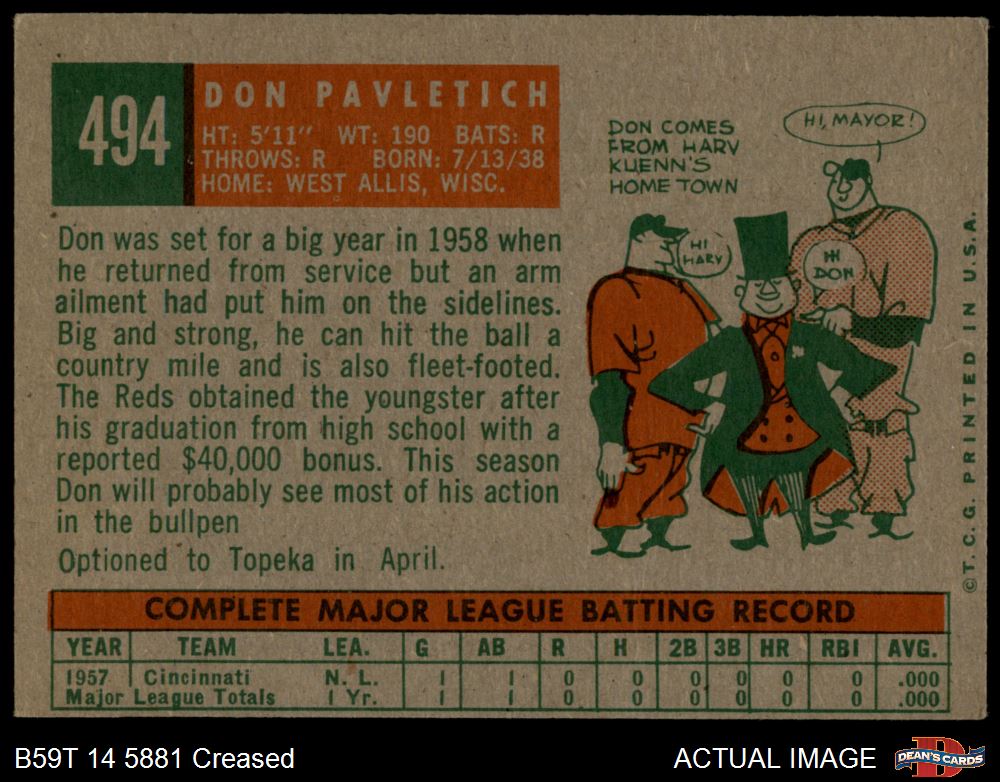 494
DON PAVLETICH
HT: 5'11" WT: 190 BATS: R
THROWS: R BORN: 7/13/38
HOME: WEST ALLIS, WISC.
Don was set for a big year in 1958 when
he returned from service but an arm
ailment had put him on the sidelines.
Big and strong, he can hit the ball a
country mile and is also fleet-footed.
The Reds obtained the youngster after
his graduation from high school with a
reported $40,000 bonus. This season
Don will probably see most of his action
in the bullpen
Optioned to Topeka in April.
DON COMES
FROM HARV
KUENN'S
HOME TOWN
HI, MAYOR!
HI
HARV
HI
DON
K
©T.C.G. PRINTED IN U.S.A.
COMPLETE MAJOR LEAGUE BATTING RECORD
YEAR TEAM LEA. G AB R H 2B 3B HR RBI AVG.
1957 Cincinnati N. L. 1 1 0 0 0 0 0 0 .000
Major League Totals 1 Yr. 1 1 0 0 0 0 0 0 .000
B59T 14 5881 Creased
ACTUAL IMAGE
D
DEAN'S CARDS